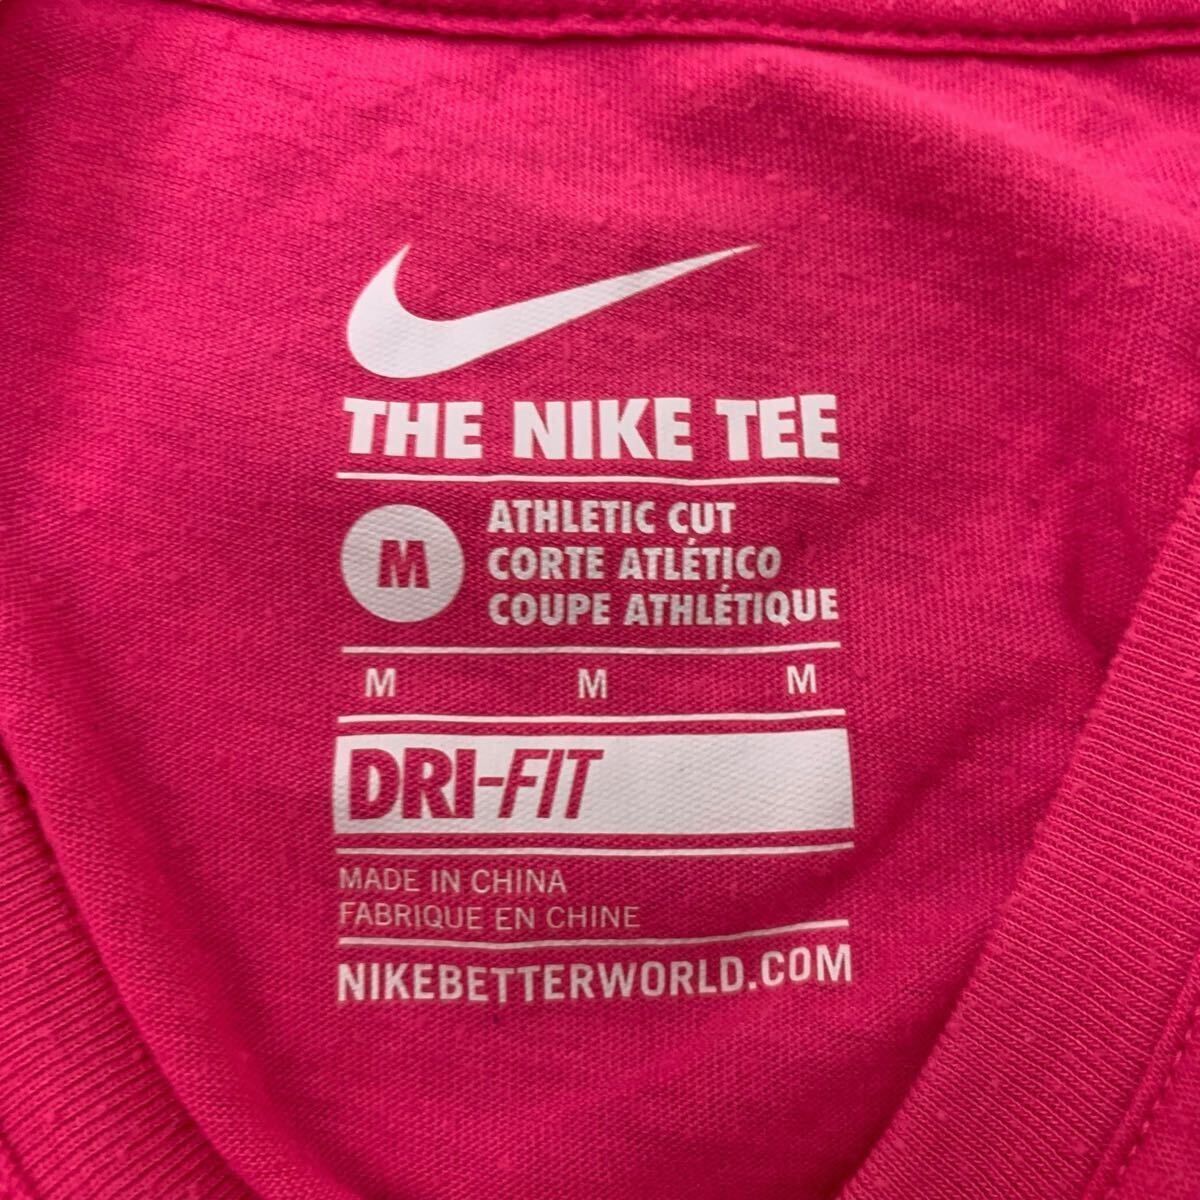 THE NIKE TEE
M
ATHLETIC CUT
CORTE ATLÉTICO
COUPE ATHLÉTIQUE
M M M
DRI-FIT
MADE IN CHINA
FABRIQUE EN CHINE
NIKEBETTERWORLD.COM